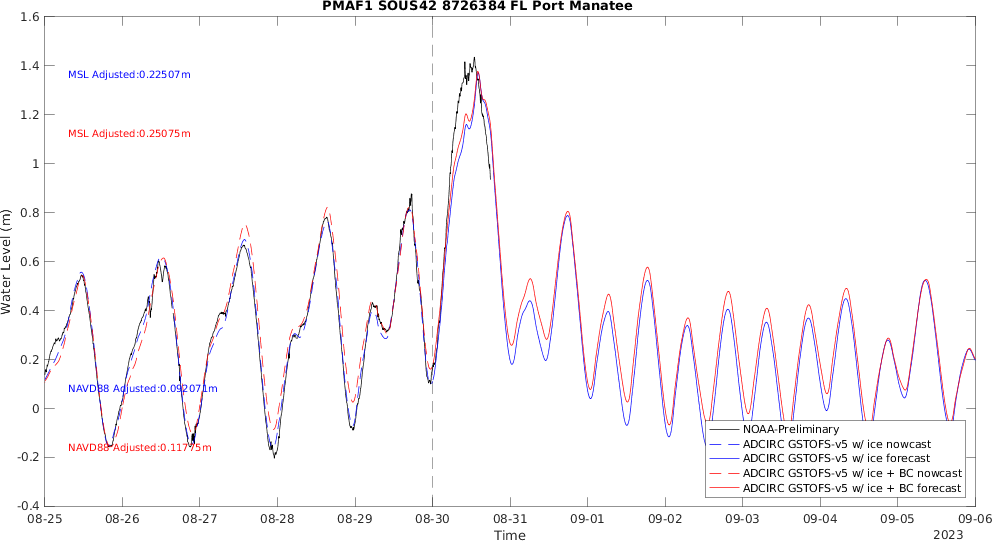 PMAF1 SOUS42 8726384 FL Port Manatee
Water Level (m)
1.6
1.4
1.2
1
0.8
0.6
0.4
0.2
0
-0.2
-0.4
MSL Adjusted:0.22507m
MSL Adjusted:0.25075m
NAVD88 Adjusted:0.092071m
NAVD88 Adjusted:0.11775m
NOAA-Preliminary
ADCIRC GSTOFS-v5 w/ ice nowcast
ADCIRC GSTOFS-v5 w/ ice forecast
ADCIRC GSTOFS-v5 w/ ice + BC nowcast
ADCIRC GSTOFS-v5 w/ ice + BC forecast
08-25 08-26 08-27 08-28 08-29 08-30 08-31 09-01 09-02 09-03 09-04 09-05 09-06
Time
2023